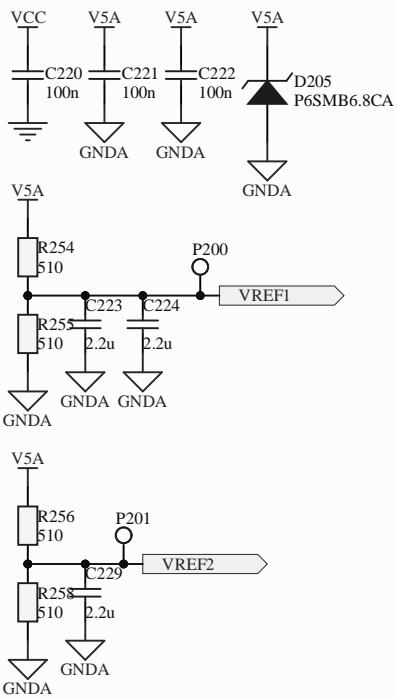 VCC
V5A
V5A
V5A
C220
100n
C221
100n
C222
100n
D205
P6SMB6.8CA
GNDA
GNDA
GNDA
V5A
R254
510
P200
VREF1
R255
510
C223
2.2u
C224
2.2u
GNDA
GNDA
GNDA
V5A
R256
510
P201
VREF2
R258
510
C229
2.2u
GNDA
GNDA